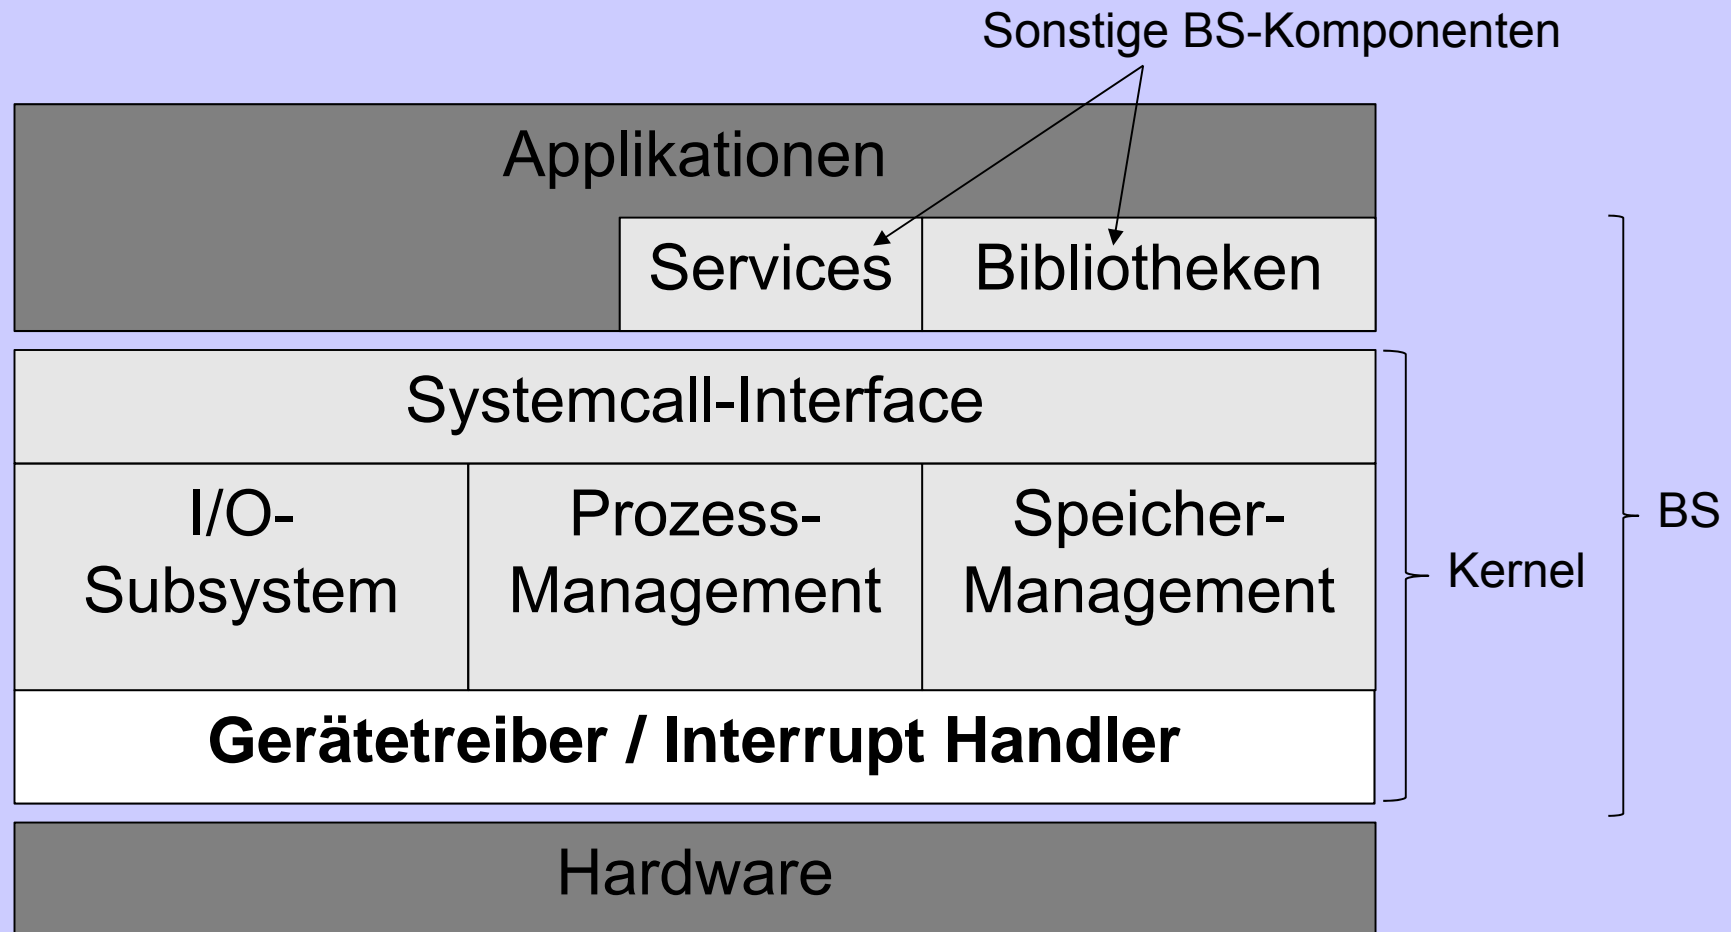 Sonstige BS-Komponenten
Applikationen
Services
Bibliotheken
Systemcall-Interface
I/O-
Subsystem
Prozess-
Management
Speicher-
Management
Gerätetreiber / Interrupt Handler
Hardware
Kernel
BS